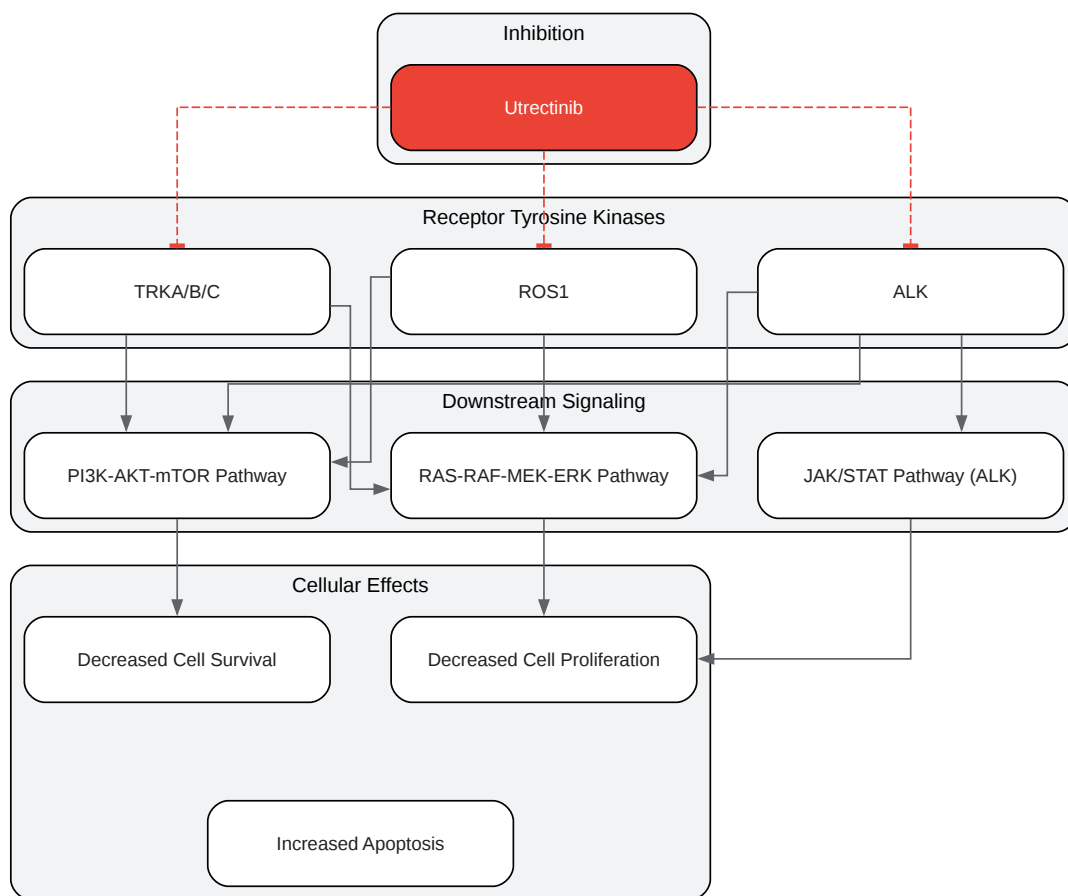 Inhibition
Utrectinib
Receptor Tyrosine Kinases
TRKA/B/C
ROS1
ALK
Downstream Signaling
PI3K-AKT-mTOR Pathway
RAS-RAF-MEK-ERK Pathway
JAK/STAT Pathway (ALK)
Cellular Effects
Decreased Cell Survival
Decreased Cell Proliferation
Increased Apoptosis